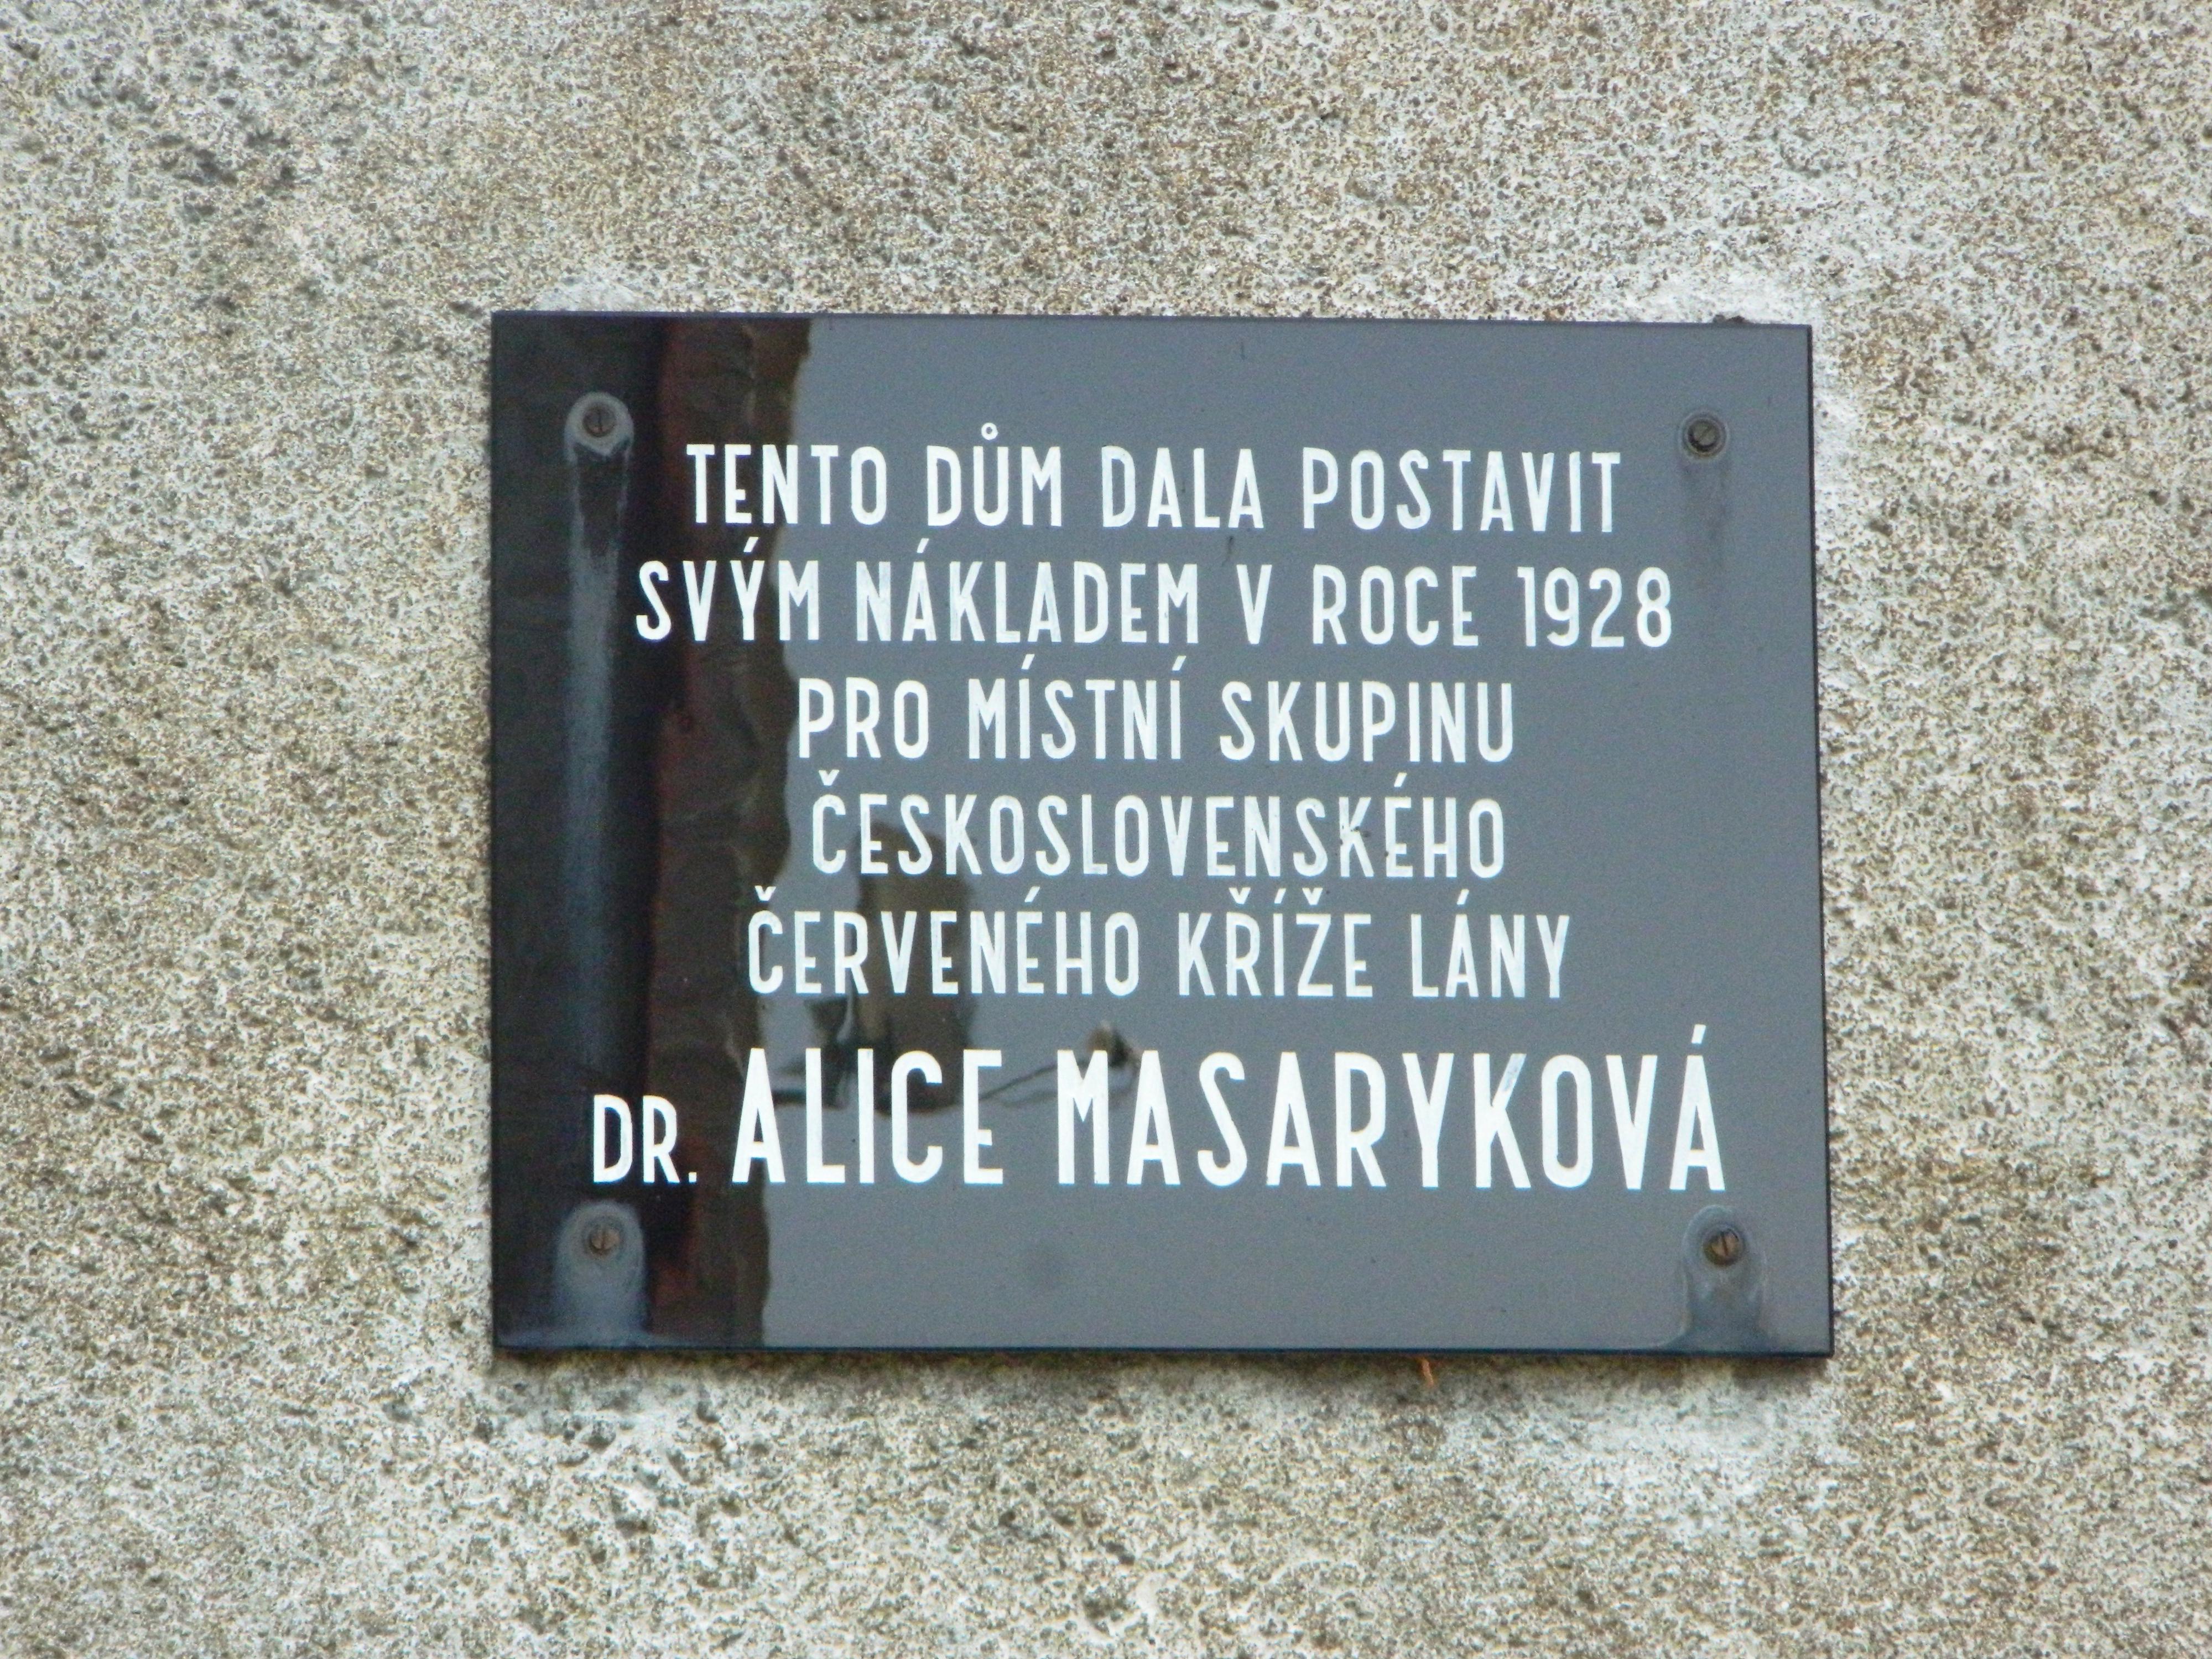 TENTO DŮM DALA POSTAVIT
SVÝM NÁKLADEM V ROCE 1928
PRO MÍSTNÍ SKUPINU
ČESKOSLOVENSKÉHO
ČERVENÉHO KŘÍŽE LÁNY
DR. ALICE MASARYKOVÁ